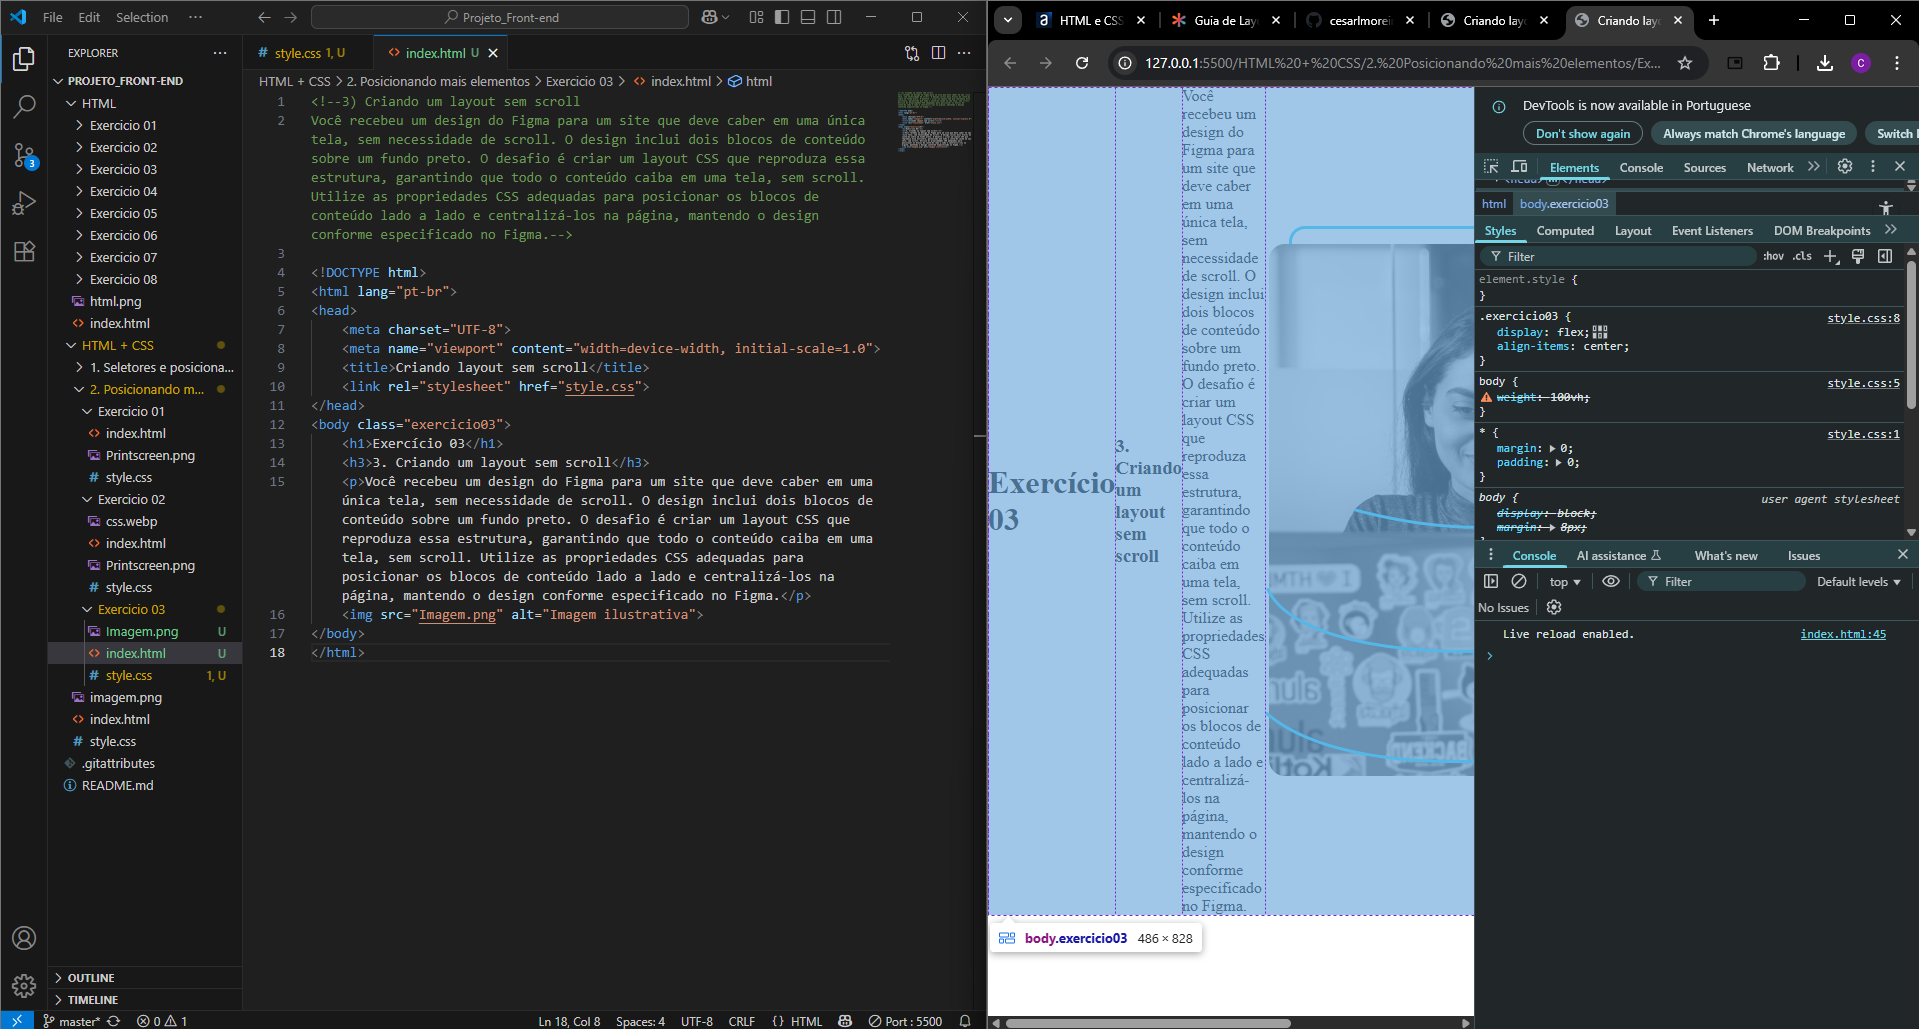 File Edit Selection ··· Projeto_Front-end
EXPLORER ···
PROJETO_FRONT-END
HTML
Exercicio 01
Exercicio 02
Exercicio 03
Exercicio 04
Exercicio 05
Exercicio 06
Exercicio 07
Exercicio 08
html.png
index.html
HTML + CSS
1. Seletores e posiciona...
2. Posicionando m...
Exercicio 01
index.html
Printscreen.png
style.css
Exercicio 02
css.webp
index.html
Printscreen.png
style.css
Exercicio 03
Imagem.png U
index.html U
style.css 1, U
imagem.png
index.html
style.css
.gitattributes
README.md
OUTLINE
TIMELINE
3
style.css 1, U index.html U
HTML + CSS > 2. Posicionando mais elementos > Exercicio 03 > index.html > html
1 <!--3) Criando um layout sem scroll
2 Você recebeu um design do Figma para um site que deve caber em uma única
tela, sem necessidade de scroll. O design inclui dois blocos de conteúdo
sobre um fundo preto. O desafio é criar um layout CSS que reproduza essa
estrutura, garantindo que todo o conteúdo caiba em uma tela, sem scroll.
Utilize as propriedades CSS adequadas para posicionar os blocos de
conteúdo lado a lado e centralizá-los na página, mantendo o design
conforme especificado no Figma.-->
3
4 <!DOCTYPE html>
5 <html lang="pt-br">
6 <head>
7 <meta charset="UTF-8">
8 <meta name="viewport" content="width=device-width, initial-scale=1.0">
9 <title>Criando layout sem scroll</title>
10 <link rel="stylesheet" href="style.css">
11 </head>
12 <body class="exercicio03">
13 <h1>Exercício 03</h1>
14 <h3>3. Criando um layout sem scroll</h3>
15 <p>Você recebeu um design do Figma para um site que deve caber em uma
única tela, sem necessidade de scroll. O design inclui dois blocos de
conteúdo sobre um fundo preto. O desafio é criar um layout CSS que
reproduza essa estrutura, garantindo que todo o conteúdo caiba em uma
tela, sem scroll. Utilize as propriedades CSS adequadas para
posicionar os blocos de conteúdo lado a lado e centralizá-los na
página, mantendo o design conforme especificado no Figma.</p>
16 <img src="Imagem.png" alt="Imagem ilustrativa">
17 </body>
18 </html>
master* 0 1 Ln 18, Col 8 Spaces: 4 UTF-8 CRLF {} HTML Port : 5500
HTML e CSS Guia de Lay cesarlmorei Criando lay Criando lay
127.0.0.1:5500/HTML%20+%20CSS/2.%20Posicionando%20mais%20elementos/Ex... C
Exercício
03
3.
Criando
um
layout
sem
scroll
Você
recebeu um
design do
Figma para
um site que
deve caber
em uma
única tela,
sem
necessidade
de scroll. O
design inclui
dois blocos
de conteúdo
sobre um
fundo preto.
O desafio é
criar um
layout CSS
que
reproduza
essa
estrutura,
garantindo
que todo o
conteúdo
caiba em
uma tela,
sem scroll.
Utilize as
propriedades
CSS
adequadas
para
posicionar
os blocos de
conteúdo
lado a lado e
centralizá-
los na
página,
mantendo o
design
conforme
especificado
no Figma.
body.exercicio03 486 × 828
DevTools is now available in Portuguese
Don't show again Always match Chrome's language Switch
Elements Console Sources Network
html body.exercicio03
Styles Computed Layout Event Listeners DOM Breakpoints
Filter :hov .cls
element.style {
}
.exercicio03 { style.css:8
display: flex;
align-items: center;
}
body { style.css:5
weight: 100vh;
}
* { style.css:1
margin: 0;
padding: 0;
}
body { user agent stylesheet
display: block;
margin: 8px;
Console AI assistance What's new Issues
top Filter Default levels
No Issues
Live reload enabled. index.html:45